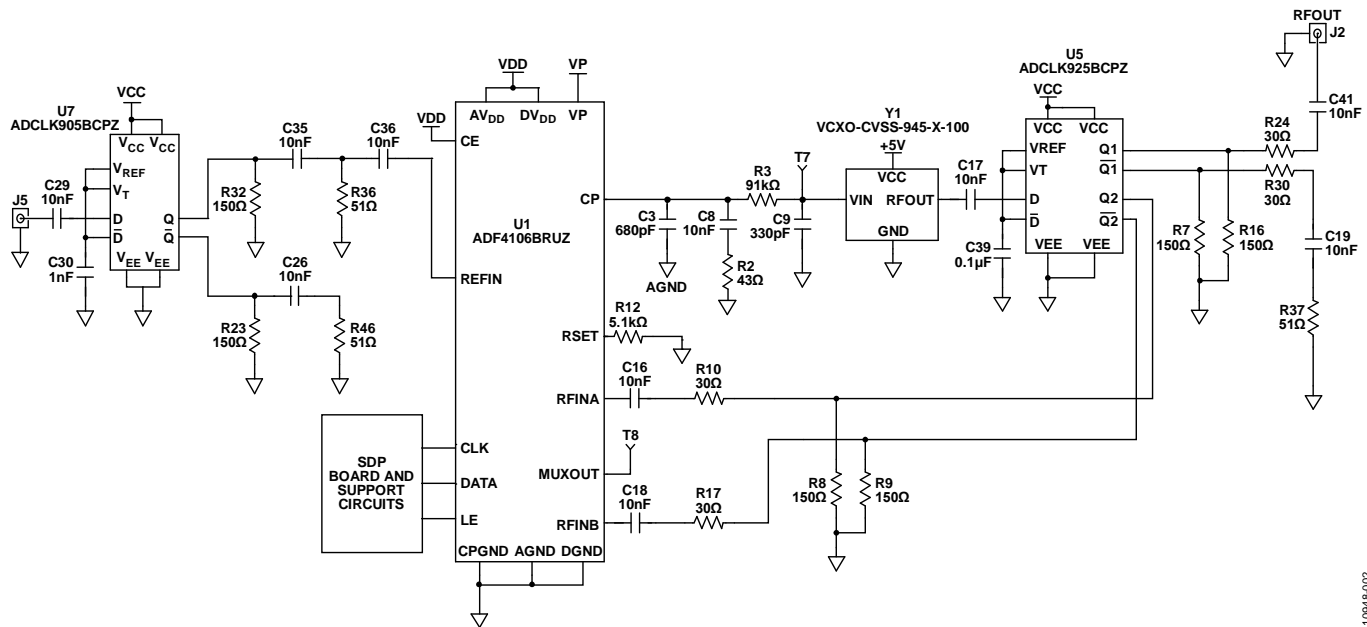 RFOUT
J2
U5
ADCLK925BCPZ
VCC
VCC
VCC
VREF
VT
D
D
VEE
VEE
Q1
Q1
Q2
Q2
C41
10nF
R24
30Ω
R30
30Ω
R7
150Ω
R16
150Ω
C19
10nF
R37
51Ω
VDD
VP
VDD
AVDD
DVDD
VP
CE
U7
ADCLK905BCPZ
VCC
VCC
VCC
VREF
VT
D
D
VEE
VEE
Q
Q
J5
C29
10nF
C30
1nF
C35
10nF
C36
10nF
R32
150Ω
R36
51Ω
C26
10nF
R23
150Ω
R46
51Ω
U1
ADF4106BRUZ
REFIN
CLK
DATA
LE
CP
RSET
RFINA
MUXOUT
RFINB
CPGND
AGND
DGND
SDP
BOARD AND
SUPPORT
CIRCUITS
R3
91kΩ
T7
C3
680pF
C8
10nF
C9
330pF
AGND
R2
43Ω
R12
5.1kΩ
Y1
VCXO-CVSS-945-X-100
+5V
VCC
VIN
RFOUT
GND
C17
10nF
C39
0.1µF
C16
10nF
R10
30Ω
T8
C18
10nF
R17
30Ω
R8
150Ω
R9
150Ω
10948-002